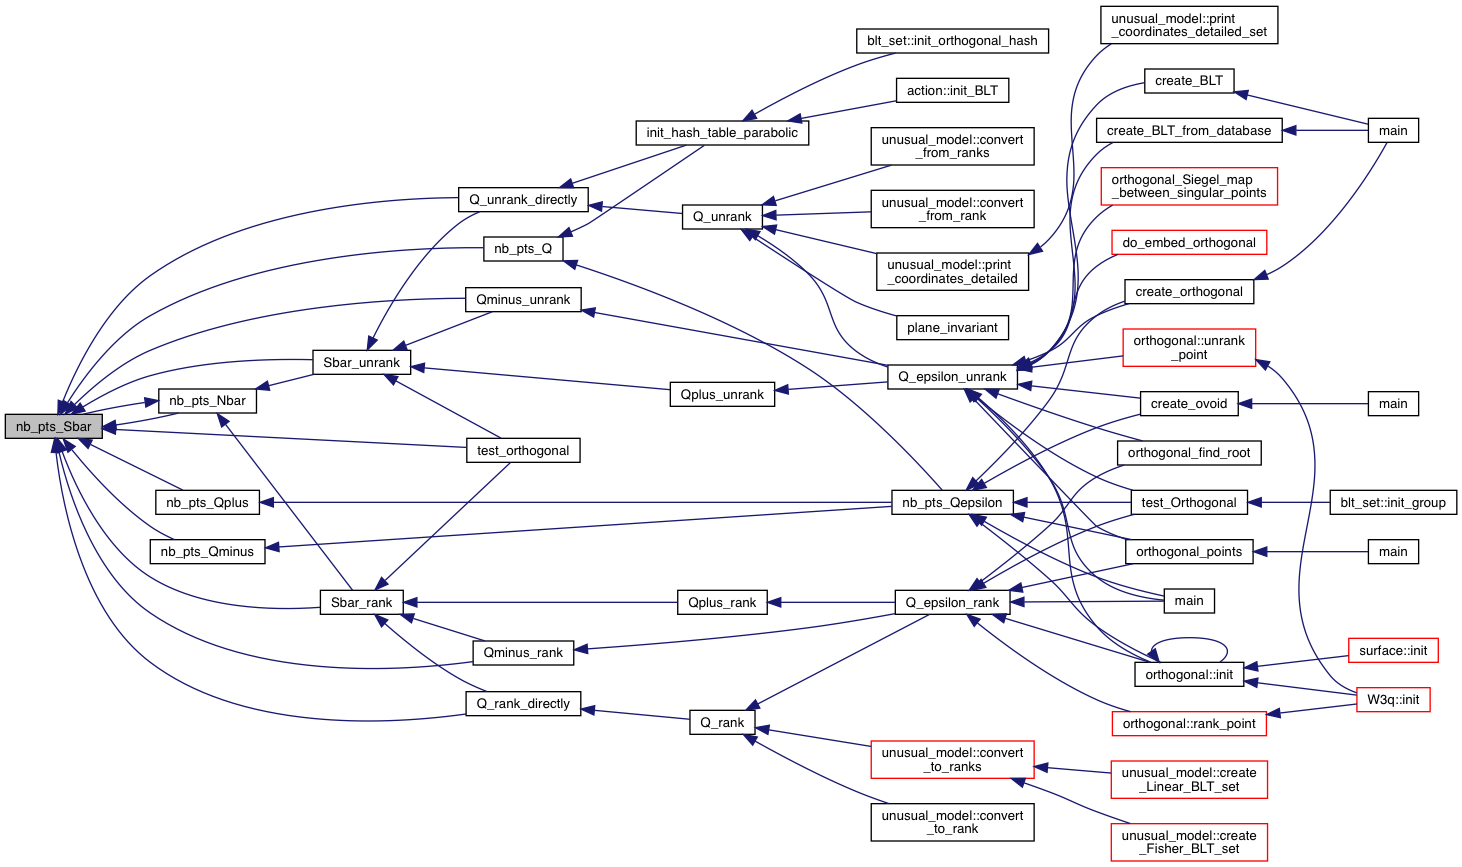 nb_pts_Sbar
nb_pts_Nbar
nb_pts_Qplus
nb_pts_Qminus
Sbar_unrank
Sbar_rank
Q_unrank_directly
nb_pts_Q
Qminus_unrank
test_orthogonal
Qminus_rank
Q_rank_directly
init_hash_table_parabolic
Q_unrank
Qplus_unrank
Qplus_rank
Q_rank
blt_set::init_orthogonal_hash
action::init_BLT
unusual_model::convert
_from_ranks
unusual_model::convert
_from_rank
unusual_model::print
_coordinates_detailed
plane_invariant
Q_epsilon_unrank
nb_pts_Qepsilon
Q_epsilon_rank
unusual_model::convert
_to_ranks
unusual_model::convert
_to_rank
unusual_model::print
_coordinates_detailed_set
create_BLT
create_BLT_from_database
orthogonal_Siegel_map
_between_singular_points
do_embed_orthogonal
create_orthogonal
orthogonal::unrank
_point
create_ovoid
orthogonal_find_root
test_Orthogonal
orthogonal_points
main
orthogonal::init
orthogonal::rank_point
unusual_model::create
_Linear_BLT_set
unusual_model::create
_Fisher_BLT_set
main
main
blt_set::init_group
main
surface::init
W3q::init